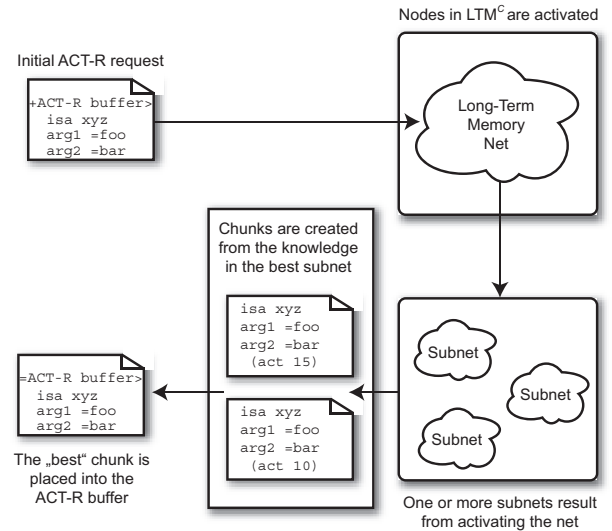 Nodes in LTM^C are activated
Initial ACT-R request
+ACT-R buffer>
isa xyz
arg1 =foo
arg2 =bar
Long-Term
Memory
Net
Chunks are created
from the knowledge
in the best subnet
isa xyz
arg1 =foo
arg2 =bar
(act 15)
isa xyz
arg1 =foo
arg2 =bar
(act 10)
Subnet
Subnet
Subnet
=ACT-R buffer>
isa xyz
arg1 =foo
arg2 =bar
The „best“ chunk is
placed into the
ACT-R buffer
One or more subnets result
from activating the net